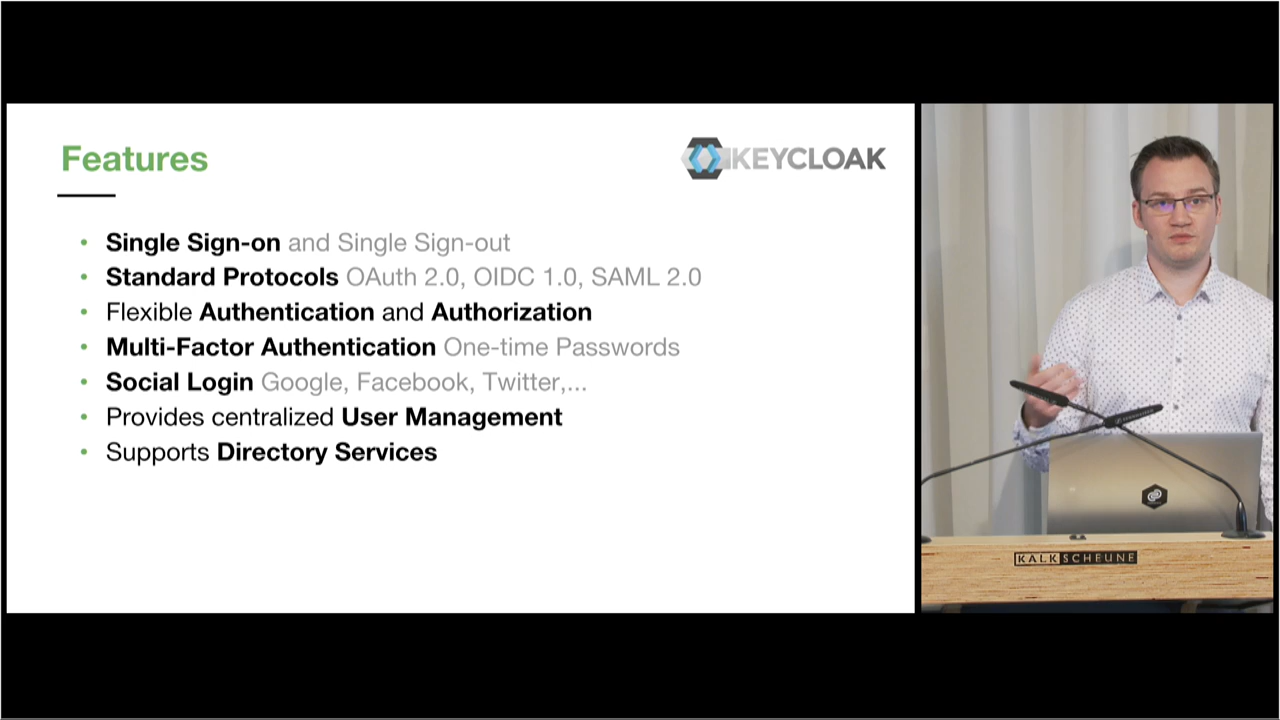 Features
KEYCLOAK
• Single Sign-on and Single Sign-out
• Standard Protocols OAuth 2.0, OIDC 1.0, SAML 2.0
• Flexible Authentication and Authorization
• Multi-Factor Authentication One-time Passwords
• Social Login Google, Facebook, Twitter,...
• Provides centralized User Management
• Supports Directory Services
KALKSCHEUNE